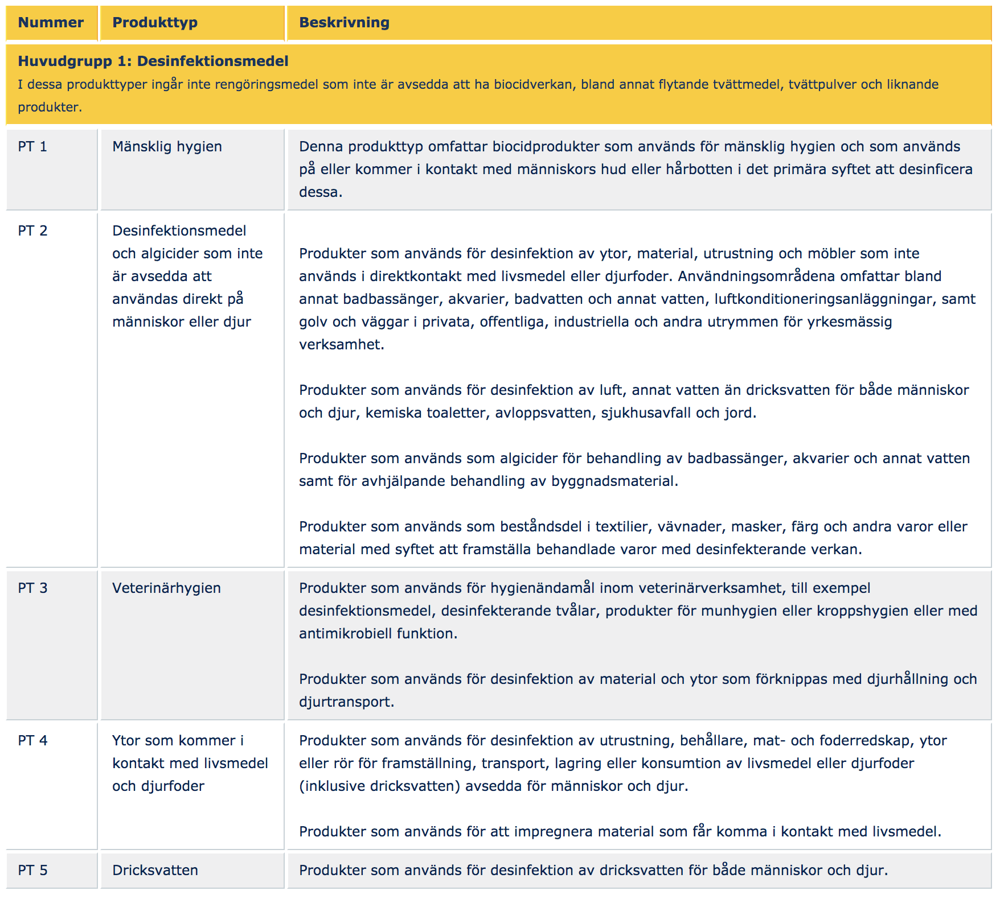 Nummer Produkttyp Beskrivning
Huvudgrupp 1: Desinfektionsmedel
I dessa produkttyper ingår inte rengöringsmedel som inte är avsedda att ha biocidverkan, bland annat flytande tvättmedel, tvättpulver och liknande
produkter.
PT 1 Mänsklig hygien Denna produkttyp omfattar biocidprodukter som används för mänsklig hygien och som används
på eller kommer i kontakt med människors hud eller hårbotten i det primära syftet att desinficera
dessa.
PT 2 Desinfektionsmedel
och algicider som inte
är avsedda att
användas direkt på
människor eller djur
Produkter som används för desinfektion av ytor, material, utrustning och möbler som inte
används i direktkontakt med livsmedel eller djurfoder. Användningsområdena omfattar bland
annat badbassänger, akvarier, badvatten och annat vatten, luftkonditioneringsanläggningar, samt
golv och väggar i privata, offentliga, industriella och andra utrymmen för yrkesmässig
verksamhet.
Produkter som används för desinfektion av luft, annat vatten än dricksvatten för både människor
och djur, kemiska toaletter, avloppsvatten, sjukhusavfall och jord.
Produkter som används som algicider för behandling av badbassänger, akvarier och annat vatten
samt för avhjälpande behandling av byggnadsmaterial.
Produkter som används som beståndsdel i textilier, vävnader, masker, färg och andra varor eller
material med syftet att framställa behandlade varor med desinfekterande verkan.
PT 3 Veterinärhygien Produkter som används för hygienändamål inom veterinärverksamhet, till exempel
desinfektionsmedel, desinfekterande tvålar, produkter för munhygien eller kroppshygien eller med
antimikrobiell funktion.
Produkter som används för desinfektion av material och ytor som förknippas med djurhållning och
djurtransport.
PT 4 Ytor som kommer i
kontakt med livsmedel
och djurfoder
Produkter som används för desinfektion av utrustning, behållare, mat- och foderredskap, ytor
eller rör för framställning, transport, lagring eller konsumtion av livsmedel eller djurfoder
(inklusive dricksvatten) avsedda för människor och djur.
Produkter som används för att impregnera material som får komma i kontakt med livsmedel.
PT 5 Dricksvatten Produkter som används för desinfektion av dricksvatten för både människor och djur.